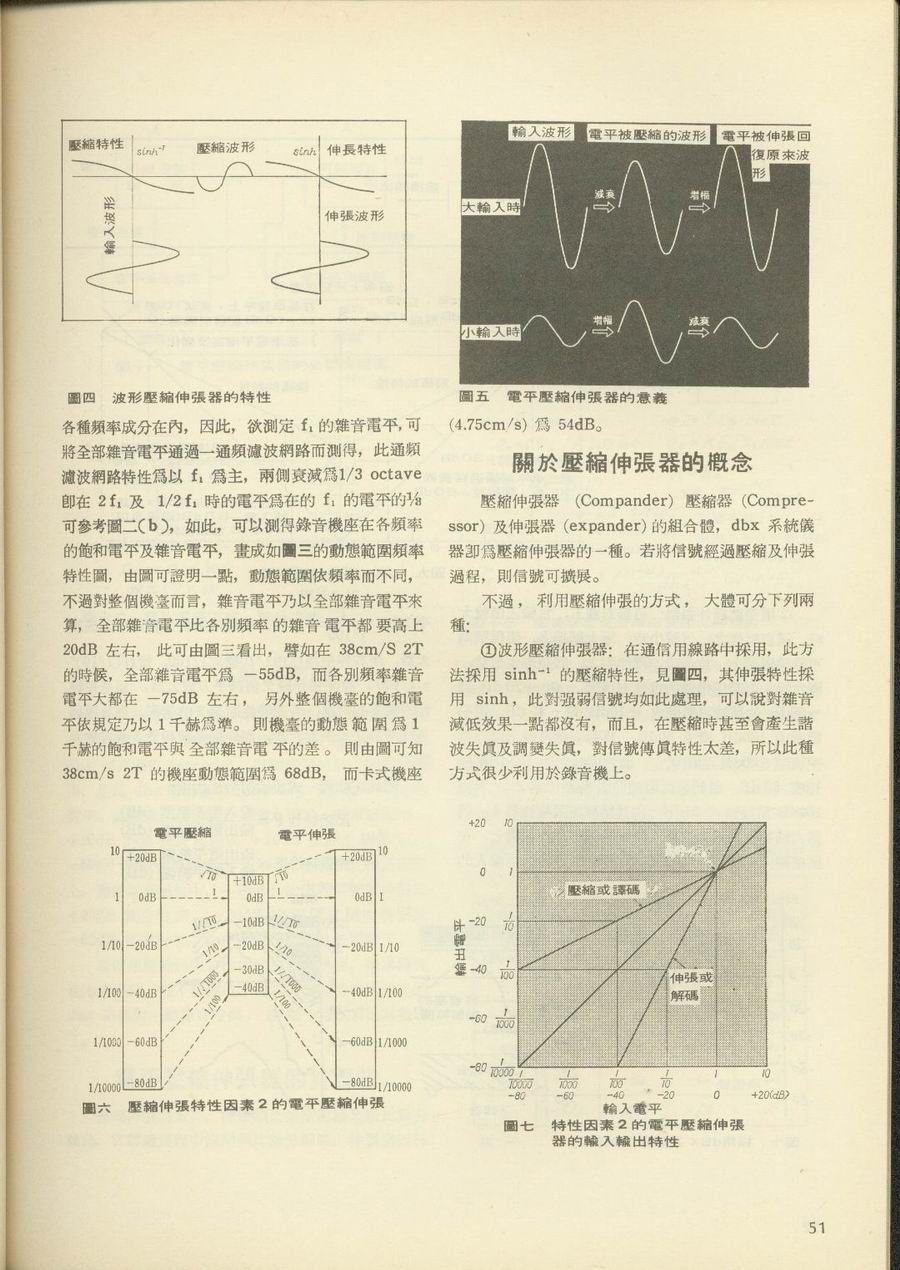 壓縮特性
sinh⁻¹
壓縮波形
sinh
伸長特性
輸入波形
伸張波形
圖四　波形壓縮伸張器的特性
輸入波形
電平被壓縮的波形
電平被伸張回
復原來波
形
大輸入時
減衰
增幅
小輸入時
增幅
減衰
圖五　電平壓縮伸張器的意義
各種頻率成分在內，因此，欲測定 f₁ 的雜音電平，可
將全部雜音電平通過一通頻濾波網路而測得，此通頻
濾波網路特性爲以 f₁ 爲主，兩側衰減爲1/3 octave
卽在 2 f₁ 及 1/2 f₁ 時的電平爲在的 f₁ 的電平的⅛
可參考圖二(b)，如此，可以測得錄音機座在各頻率
的飽和電平及雜音電平，畫成如圖三的動態範圍頻率
特性圖，由圖可證明一點，動態範圍依頻率而不同，
不過對整個機臺而言，雜音電平乃以全部雜音電平來
算，全部雜音電平比各別頻率的雜音電平都要高上
20dB 左右，此可由圖三看出，譬如在 38cm/S 2T
的時候，全部雜音電平爲 −55dB，而各別頻率雜音
電平大都在 −75dB 左右，另外整個機臺的飽和電
平依規定乃以 1 千赫爲準。則機臺的動態範圍爲 1
千赫的飽和電平與全部雜音電平的差。則由圖可知
38cm/s 2T 的機座動態範圍爲 68dB，而卡式機座
(4.75cm/s) 爲 54dB。
關於壓縮伸張器的槪念
壓縮伸張器 (Compander) 壓縮器 (Compre-
ssor) 及伸張器 (expander) 的組合體，dbx 系統儀
器卽爲壓縮伸張器的一種。若將信號經過壓縮及伸張
過程，則信號可擴展。
不過，利用壓縮伸張的方式，大體可分下列兩
種：
①波形壓縮伸張器：在通信用線路中採用，此方
法採用 sinh⁻¹ 的壓縮特性，見圖四，其伸張特性採
用 sinh，此對强弱信號均如此處理，可以說對雜音
減低效果一點都沒有，而且，在壓縮時甚至會產生諧
波失眞及調變失眞，對信號傳眞特性太差，所以此種
方式很少利用於錄音機上。
電平壓縮
電平伸張
10 +20dB √10 +10dB √10 +20dB 10
1 0dB 1 0dB 1 0dB 1
1/10 −20dB 1/√10 −10dB 1/√10 −20dB 1/10
1/10 −20dB 1/10
1/100 −40dB 1/√1000 −30dB 1/√1000 −40dB 1/100
1/100 −40dB 1/100
1/1000 −60dB −60dB 1/1000
1/10000 −80dB −80dB 1/10000
圖六　壓縮伸張特性因素 2 的電平壓縮伸張
+20 10
0 1
−20 1/10
−40 1/100
−60 1/1000
−80 1/10000
輸出電平
壓縮或譯碼
伸張或
解碼
1/10000 1/1000 1/100 1/10 1 10
−80 −60 −40 −20 0 +20(dB)
輸入電平
圖七　特性因素 2 的電平壓縮伸張
器的輸入輸出特性
51